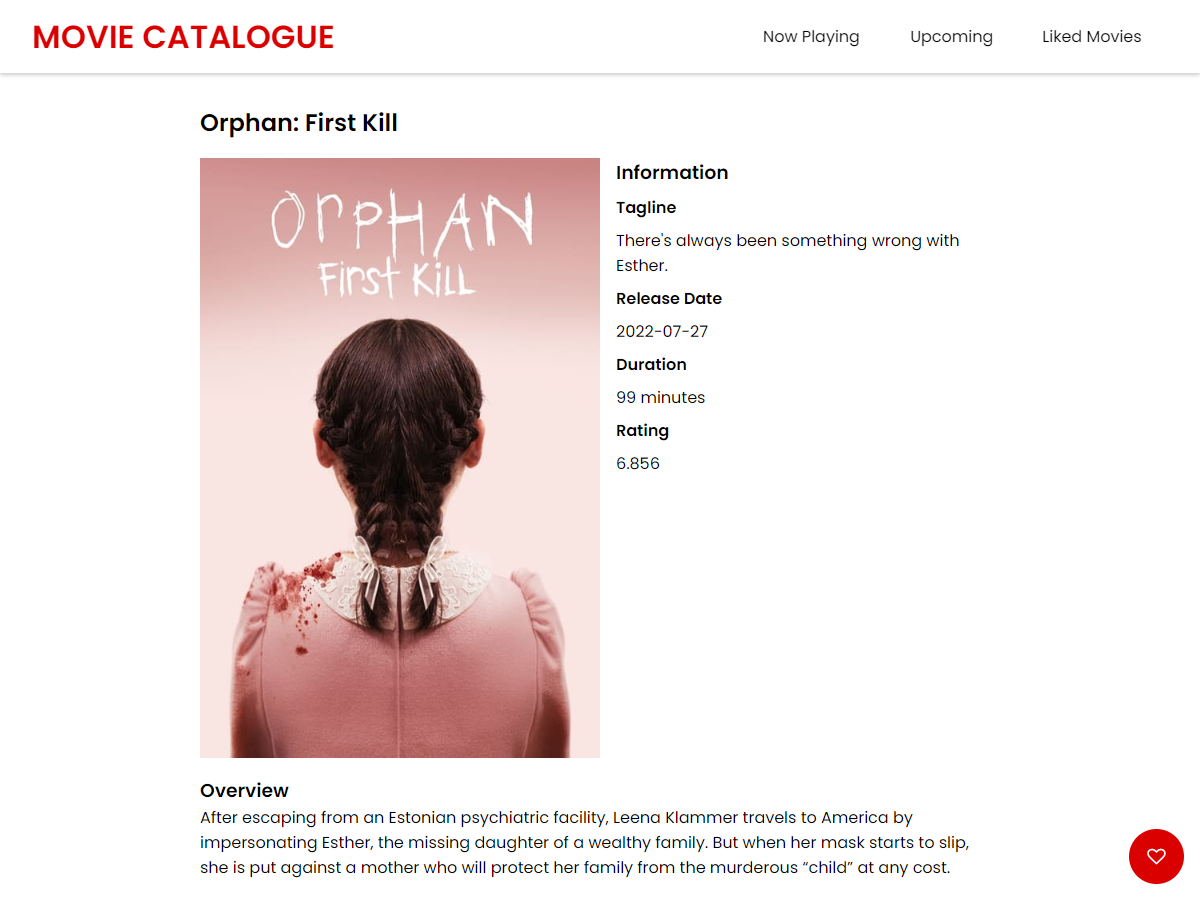 MOVIE CATALOGUE
Now Playing
Upcoming
Liked Movies
Orphan: First Kill
OrPHAN
First KiLL
Information
Tagline
There's always been something wrong with
Esther.
Release Date
2022-07-27
Duration
99 minutes
Rating
6.856
Overview
After escaping from an Estonian psychiatric facility, Leena Klammer travels to America by
impersonating Esther, the missing daughter of a wealthy family. But when her mask starts to slip,
she is put against a mother who will protect her family from the murderous “child” at any cost.